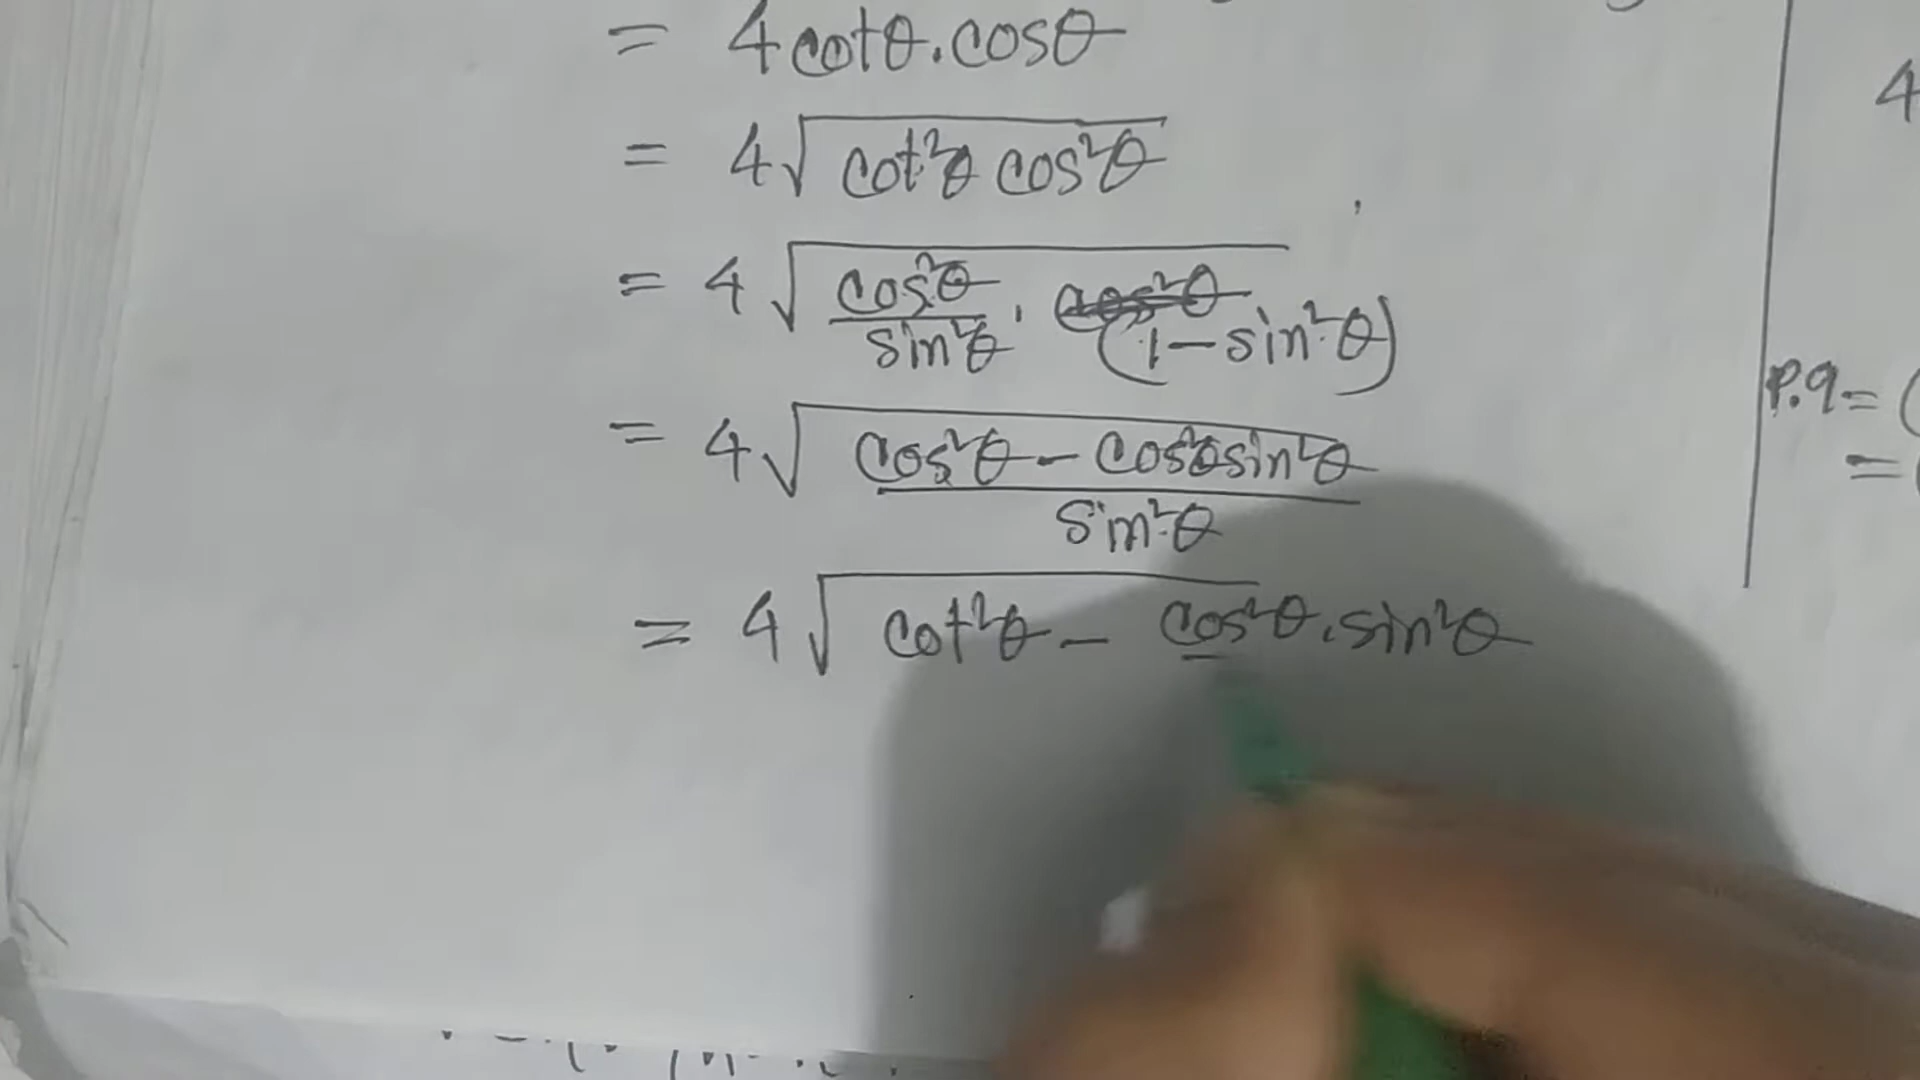 = 4cotθ.cosθ
= 4√(cot²θ cos²θ)
= 4√(cos²θ/sin²θ . cos²θ (1-sin²θ))
= 4√((cos²θ - cos²θsin²θ)/sin²θ)
= 4√(cot²θ - cos²θ.sin²θ)
4
p.q = (
=